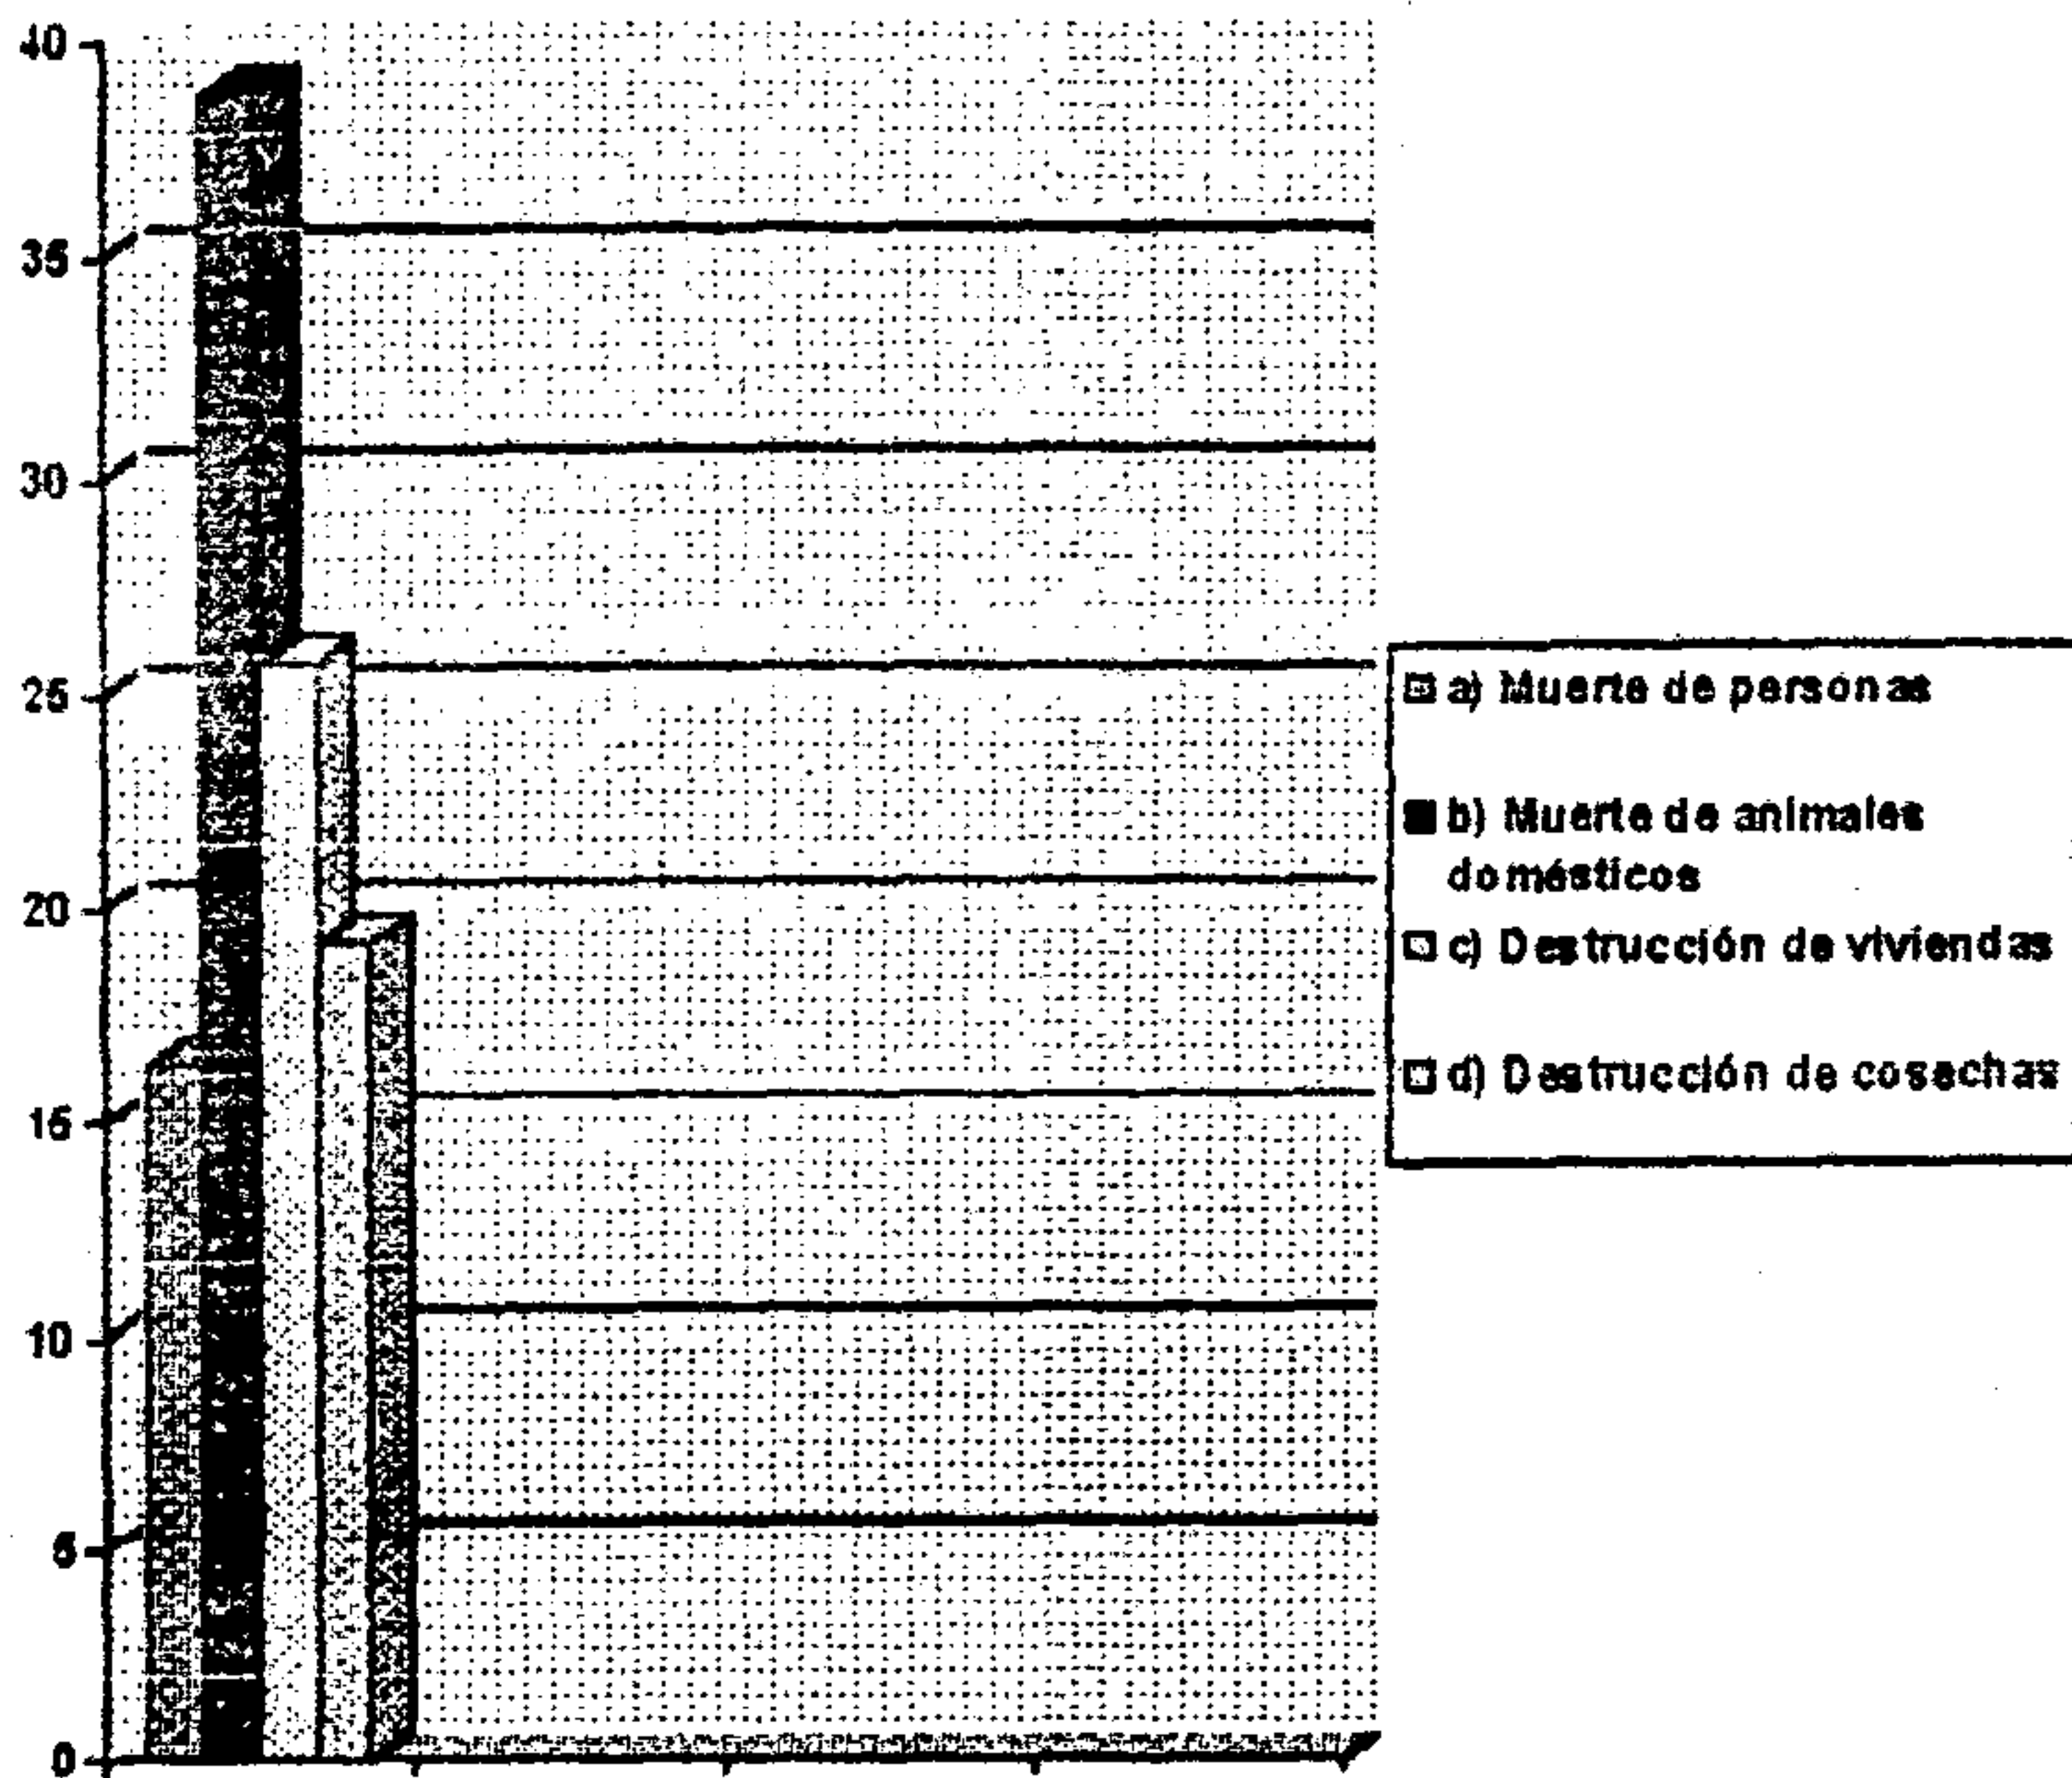 40
35
30
25
20
15
10
5
0
a) Muerte de personas
b) Muerte de animales
domésticos
c) Destrucción de viviendas
d) Destrucción de cosechas